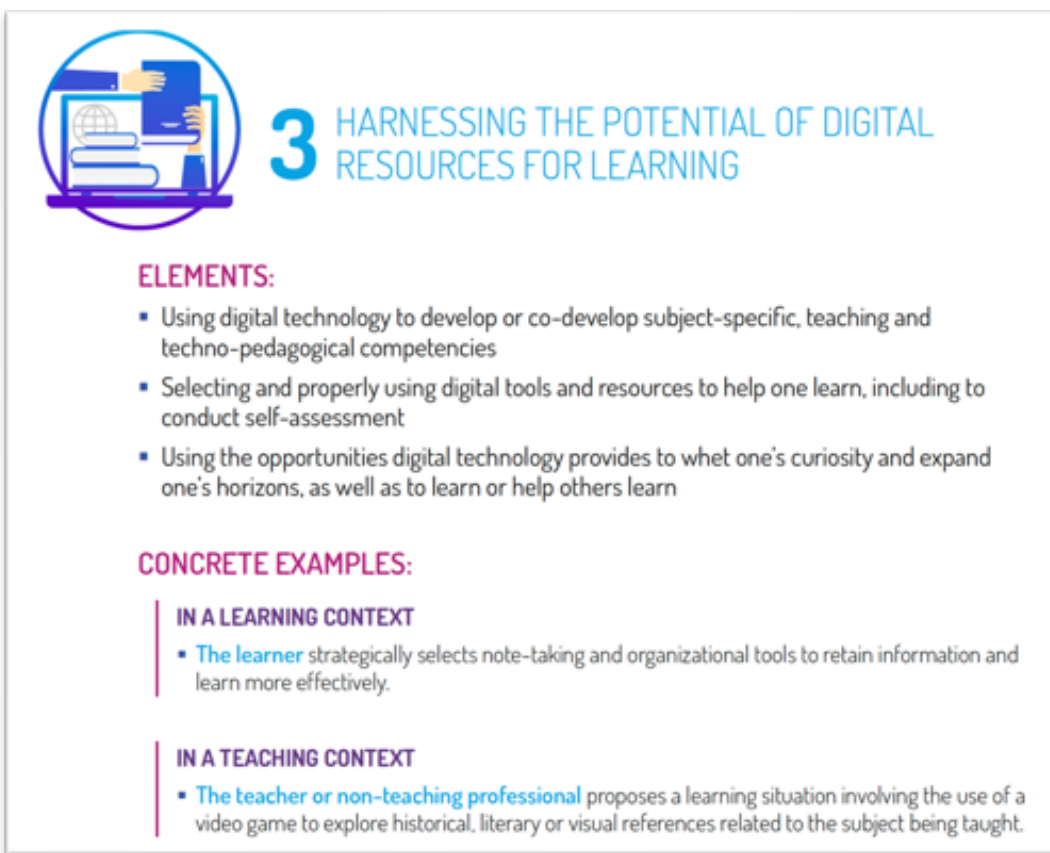 3 HARNESSING THE POTENTIAL OF DIGITAL
RESOURCES FOR LEARNING
ELEMENTS:
▪ Using digital technology to develop or co-develop subject-specific, teaching and
techno-pedagogical competencies
▪ Selecting and properly using digital tools and resources to help one learn, including to
conduct self-assessment
▪ Using the opportunities digital technology provides to whet one's curiosity and expand
one's horizons, as well as to learn or help others learn
CONCRETE EXAMPLES:
IN A LEARNING CONTEXT
▪ The learner strategically selects note-taking and organizational tools to retain information and
learn more effectively.
IN A TEACHING CONTEXT
▪ The teacher or non-teaching professional proposes a learning situation involving the use of a
video game to explore historical, literary or visual references related to the subject being taught.